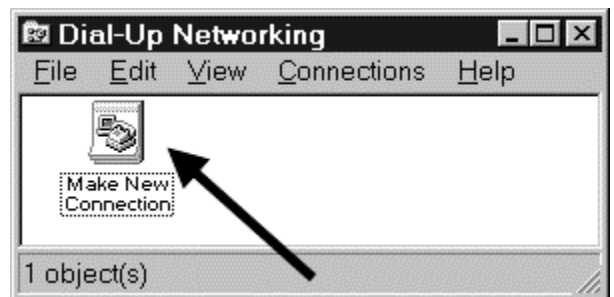 Dial-Up Networking
File Edit View Connections Help
Make New
Connection
1 object(s)